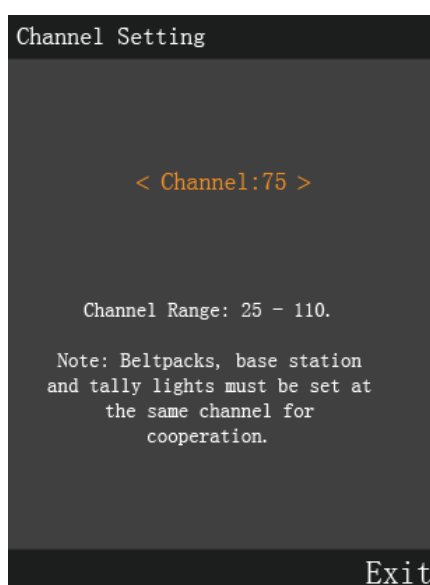 Channel Setting
< Channel:75 >
Channel Range: 25 - 110.
Note: Beltpacks, base station
and tally lights must be set at
the same channel for
cooperation.
Exit